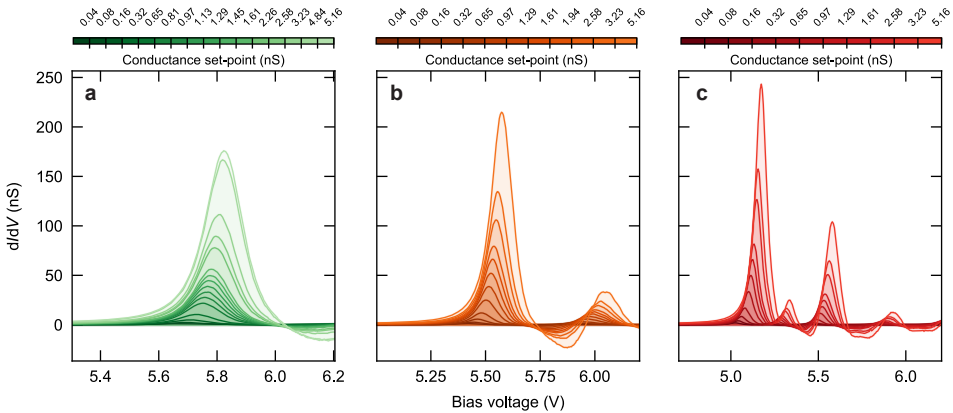 0.04 0.08 0.16 0.32 0.65 0.81 0.97 1.13 1.29 1.45 1.61 2.26 2.58 3.23 4.84 5.16
0.04 0.08 0.16 0.32 0.65 0.97 1.29 1.61 1.94 2.58 3.23 5.16
0.08 0.16 0.32 0.65 0.97 1.29 1.61 2.58 3.23 5.16
Conductance set-point (nS)
Conductance set-point (nS)
Conductance set-point (nS)
a
b
c
dI/dV (nS)
250
200
150
100
50
0
5.4 5.6 5.8 6.0 6.2
5.25 5.50 5.75 6.00
5.0 5.5 6.0
Bias voltage (V)